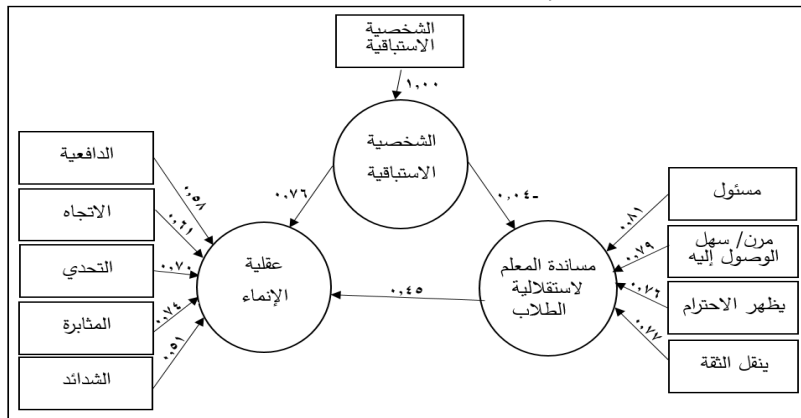 الشخصية
الاستباقية
١,٠٠
الشخصية
الاستباقية
٠,٧٦
٠,٠٤-
الدافعية
٠,٥٨
الاتجاه
٠,٦١
التحدي
٠,٧٠
المثابرة
٠,٧٤
الشدائد
٠,٥١
عقلية
الإنماء
٠,٤٥
مساندة المعلم
لاستقلالية
الطلاب
مسئول
٠,٨١
مرن/ سهل
الوصول إليه
٠,٧٩
يظهر الاحترام
٠,٧٦
ينقل الثقة
٠,٧٧